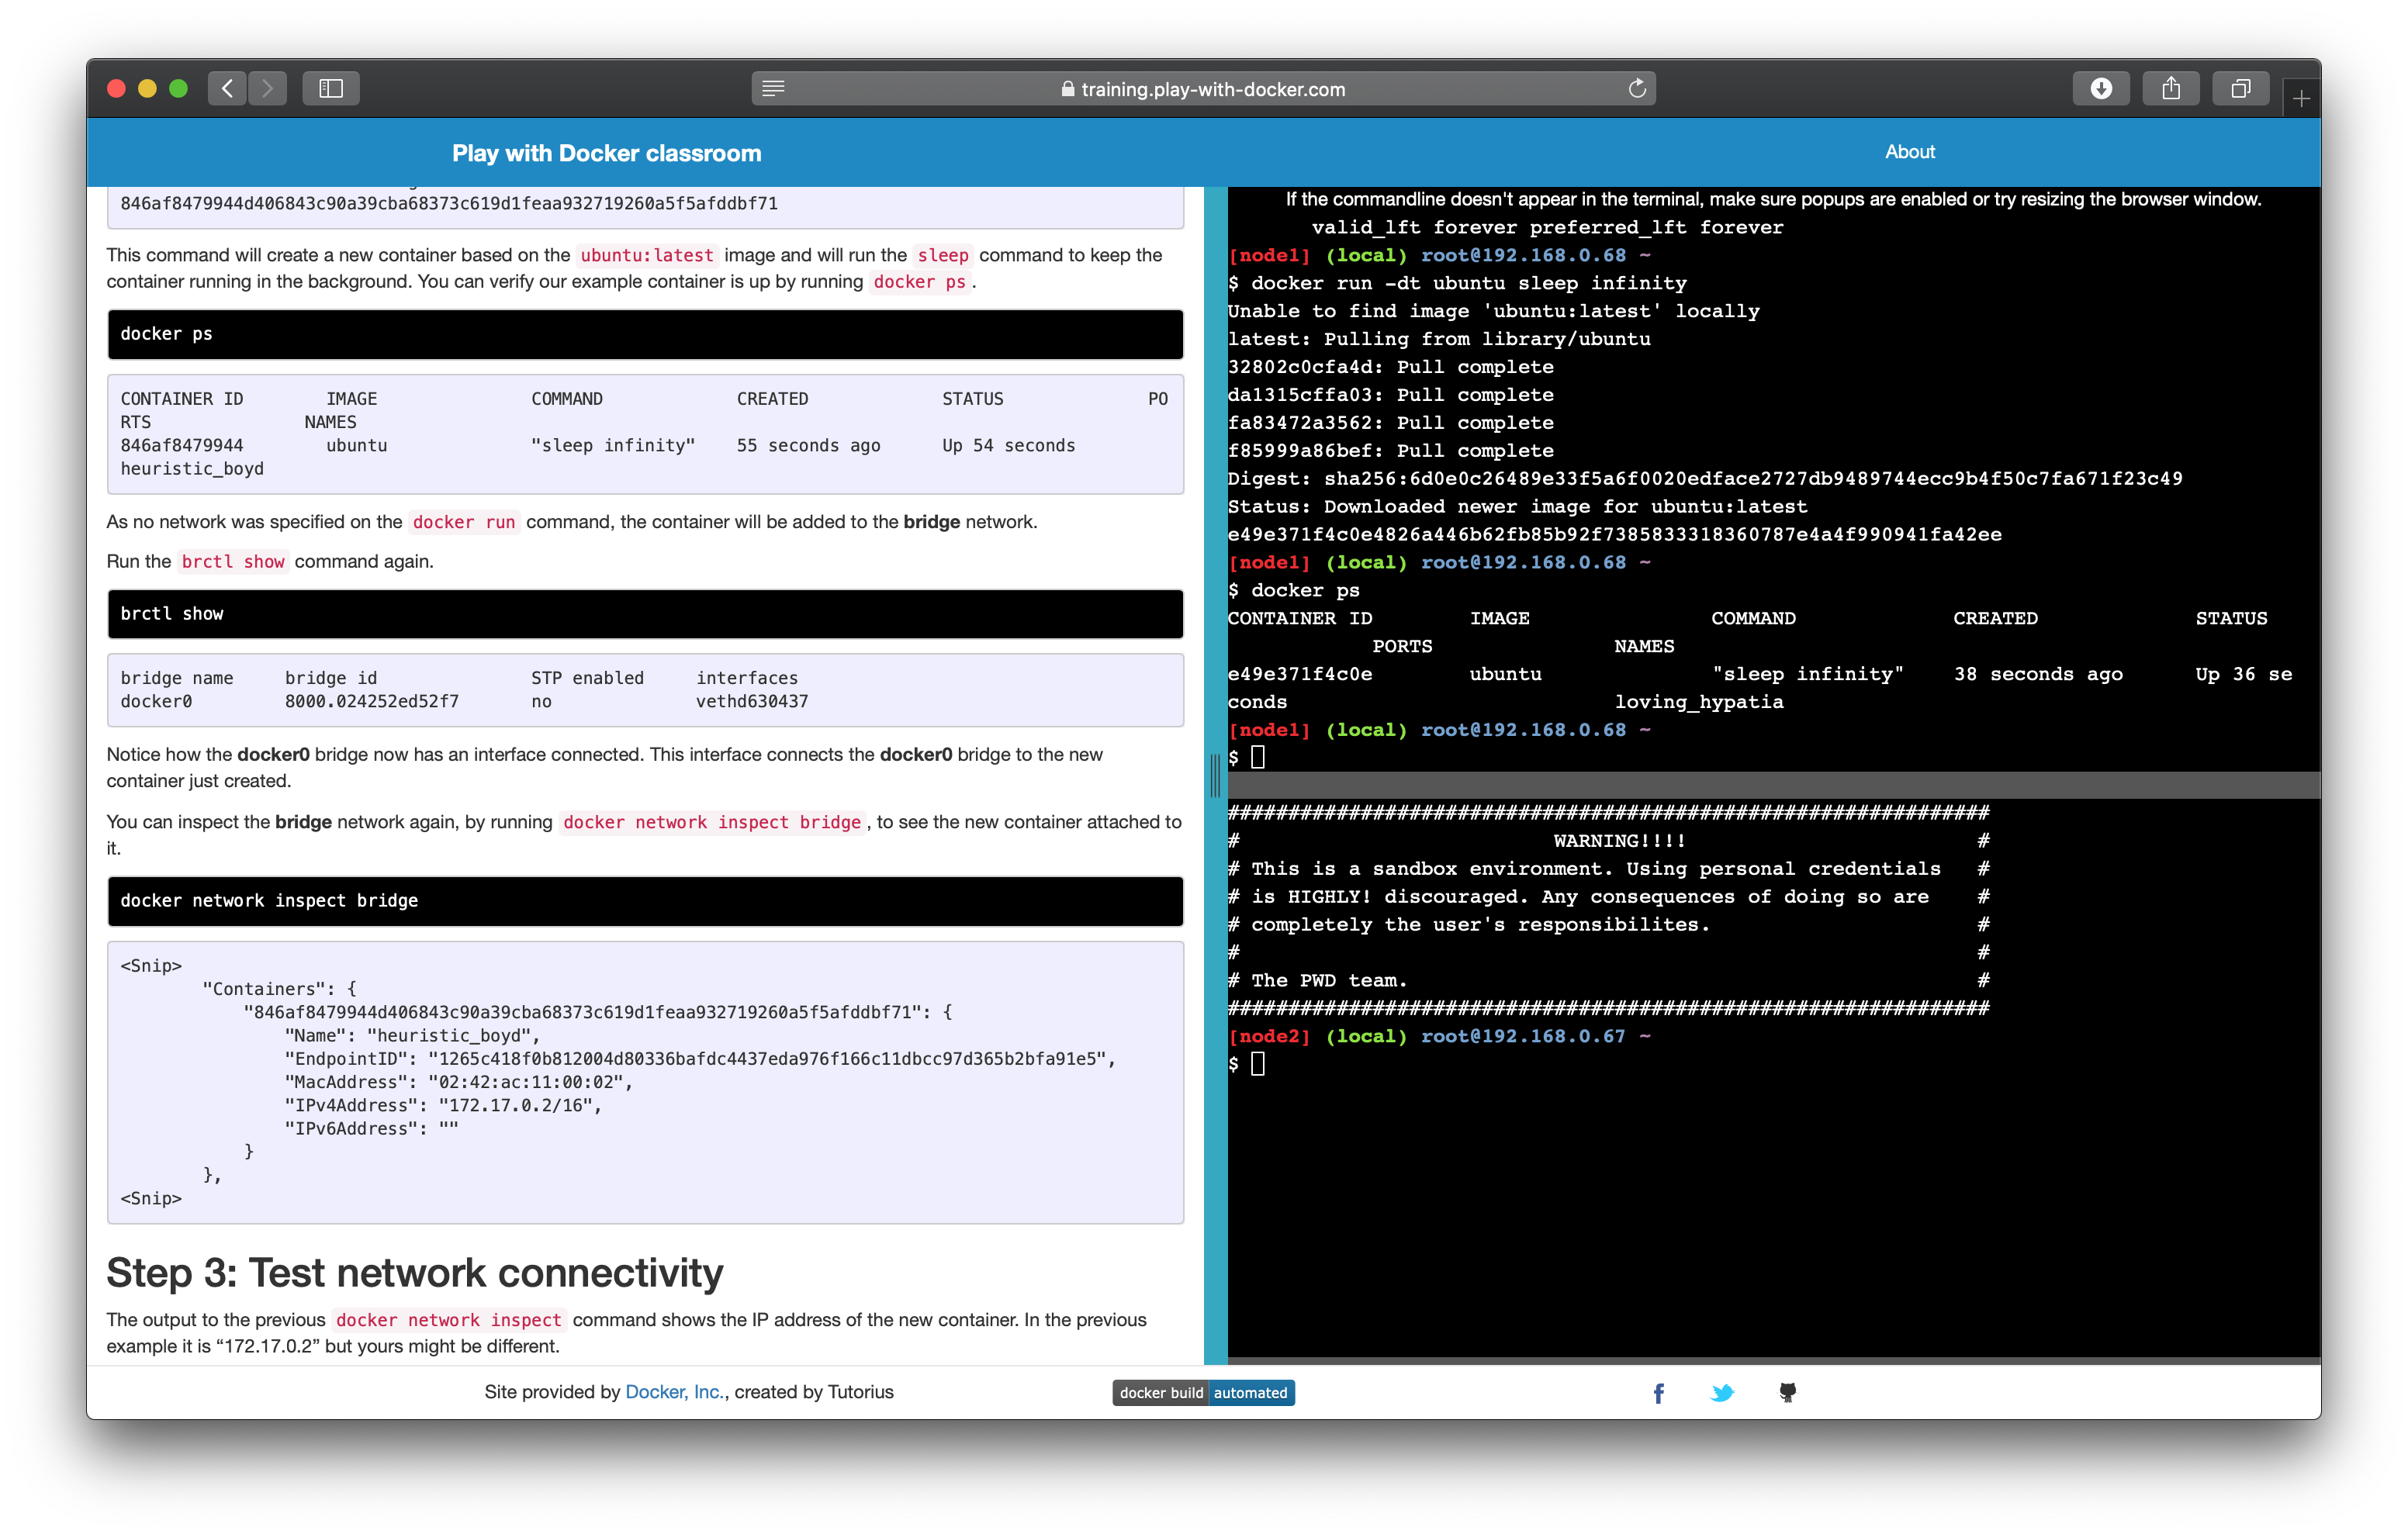 training.play-with-docker.com
Play with Docker classroom
About
846af8479944d406843c90a39cba68373c619d1feaa932719260a5f5afddbf71
This command will create a new container based on the ubuntu:latest image and will run the sleep command to keep the
container running in the background. You can verify our example container is up by running docker ps.
docker ps
CONTAINER ID        IMAGE               COMMAND             CREATED             STATUS              PO
RTS               NAMES
846af8479944        ubuntu              "sleep infinity"    55 seconds ago      Up 54 seconds
heuristic_boyd
As no network was specified on the docker run command, the container will be added to the bridge network.
Run the brctl show command again.
brctl show
bridge name     bridge id               STP enabled     interfaces
docker0         8000.024252ed52f7       no              vethd630437
Notice how the docker0 bridge now has an interface connected. This interface connects the docker0 bridge to the new
container just created.
You can inspect the bridge network again, by running docker network inspect bridge, to see the new container attached to
it.
docker network inspect bridge
<Snip>
        "Containers": {
            "846af8479944d406843c90a39cba68373c619d1feaa932719260a5f5afddbf71": {
                "Name": "heuristic_boyd",
                "EndpointID": "1265c418f0b812004d80336bafdc4437eda976f166c11dbcc97d365b2bfa91e5",
                "MacAddress": "02:42:ac:11:00:02",
                "IPv4Address": "172.17.0.2/16",
                "IPv6Address": ""
            }
        },
<Snip>
Step 3: Test network connectivity
The output to the previous docker network inspect command shows the IP address of the new container. In the previous
example it is “172.17.0.2” but yours might be different.
If the commandline doesn't appear in the terminal, make sure popups are enabled or try resizing the browser window.
       valid_lft forever preferred_lft forever
[node1] (local) root@192.168.0.68 ~
$ docker run -dt ubuntu sleep infinity
Unable to find image 'ubuntu:latest' locally
latest: Pulling from library/ubuntu
32802c0cfa4d: Pull complete
da1315cffa03: Pull complete
fa83472a3562: Pull complete
f85999a86bef: Pull complete
Digest: sha256:6d0e0c26489e33f5a6f0020edface2727db9489744ecc9b4f50c7fa671f23c49
Status: Downloaded newer image for ubuntu:latest
e49e371f4c0e4826a446b62fb85b92f7385833318360787e4a4f990941fa42ee
[node1] (local) root@192.168.0.68 ~
$ docker ps
CONTAINER ID        IMAGE               COMMAND             CREATED             STATUS
            PORTS               NAMES
e49e371f4c0e        ubuntu              "sleep infinity"    38 seconds ago      Up 36 se
conds                           loving_hypatia
[node1] (local) root@192.168.0.68 ~
$
###############################################################
#                          WARNING!!!!                        #
# This is a sandbox environment. Using personal credentials   #
# is HIGHLY! discouraged. Any consequences of doing so are    #
# completely the user's responsibilites.                      #
#                                                             #
# The PWD team.                                               #
###############################################################
[node2] (local) root@192.168.0.67 ~
$
Site provided by Docker, Inc., created by Tutorius
docker build automated